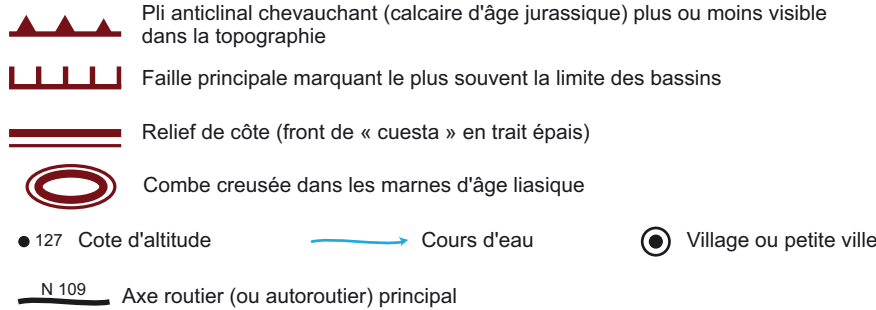 Pli anticlinal chevauchant (calcaire d'âge jurassique) plus ou moins visible
dans la topographie
Faille principale marquant le plus souvent la limite des bassins
Relief de côte (front de « cuesta » en trait épais)
Combe creusée dans les marnes d'âge liasique
127 Cote d'altitude
Cours d'eau
Village ou petite ville
N 109 Axe routier (ou autoroutier) principal